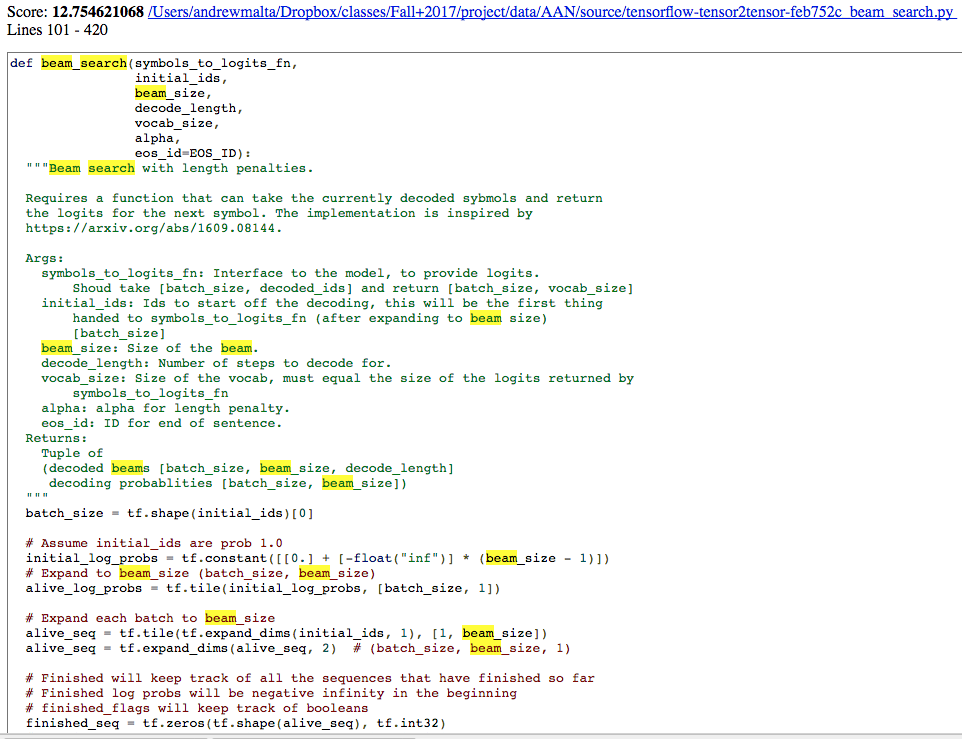 Score: 12.754621068 /Users/andrewmalta/Dropbox/classes/Fall+2017/project/data/AAN/source/tensorflow-tensor2tensor-feb752c_beam_search.py
Lines 101 - 420
def beam_search(symbols_to_logits_fn,
                initial_ids,
                beam_size,
                decode_length,
                vocab_size,
                alpha,
                eos_id=EOS_ID):
  """Beam search with length penalties.

  Requires a function that can take the currently decoded sybmols and return
  the logits for the next symbol. The implementation is inspired by
  https://arxiv.org/abs/1609.08144.

  Args:
    symbols_to_logits_fn: Interface to the model, to provide logits.
        Shoud take [batch_size, decoded_ids] and return [batch_size, vocab_size]
    initial_ids: Ids to start off the decoding, this will be the first thing
        handed to symbols_to_logits_fn (after expanding to beam size)
        [batch_size]
    beam_size: Size of the beam.
    decode_length: Number of steps to decode for.
    vocab_size: Size of the vocab, must equal the size of the logits returned by
        symbols_to_logits_fn
    alpha: alpha for length penalty.
    eos_id: ID for end of sentence.
  Returns:
    Tuple of
    (decoded beams [batch_size, beam_size, decode_length]
     decoding probablities [batch_size, beam_size])
  """
  batch_size = tf.shape(initial_ids)[0]

  # Assume initial_ids are prob 1.0
  initial_log_probs = tf.constant([[0.] + [-float("inf")] * (beam_size - 1)])
  # Expand to beam_size (batch_size, beam_size)
  alive_log_probs = tf.tile(initial_log_probs, [batch_size, 1])

  # Expand each batch to beam_size
  alive_seq = tf.tile(tf.expand_dims(initial_ids, 1), [1, beam_size])
  alive_seq = tf.expand_dims(alive_seq, 2)  # (batch_size, beam_size, 1)

  # Finished will keep track of all the sequences that have finished so far
  # Finished log probs will be negative infinity in the beginning
  # finished_flags will keep track of booleans
  finished_seq = tf.zeros(tf.shape(alive_seq), tf.int32)